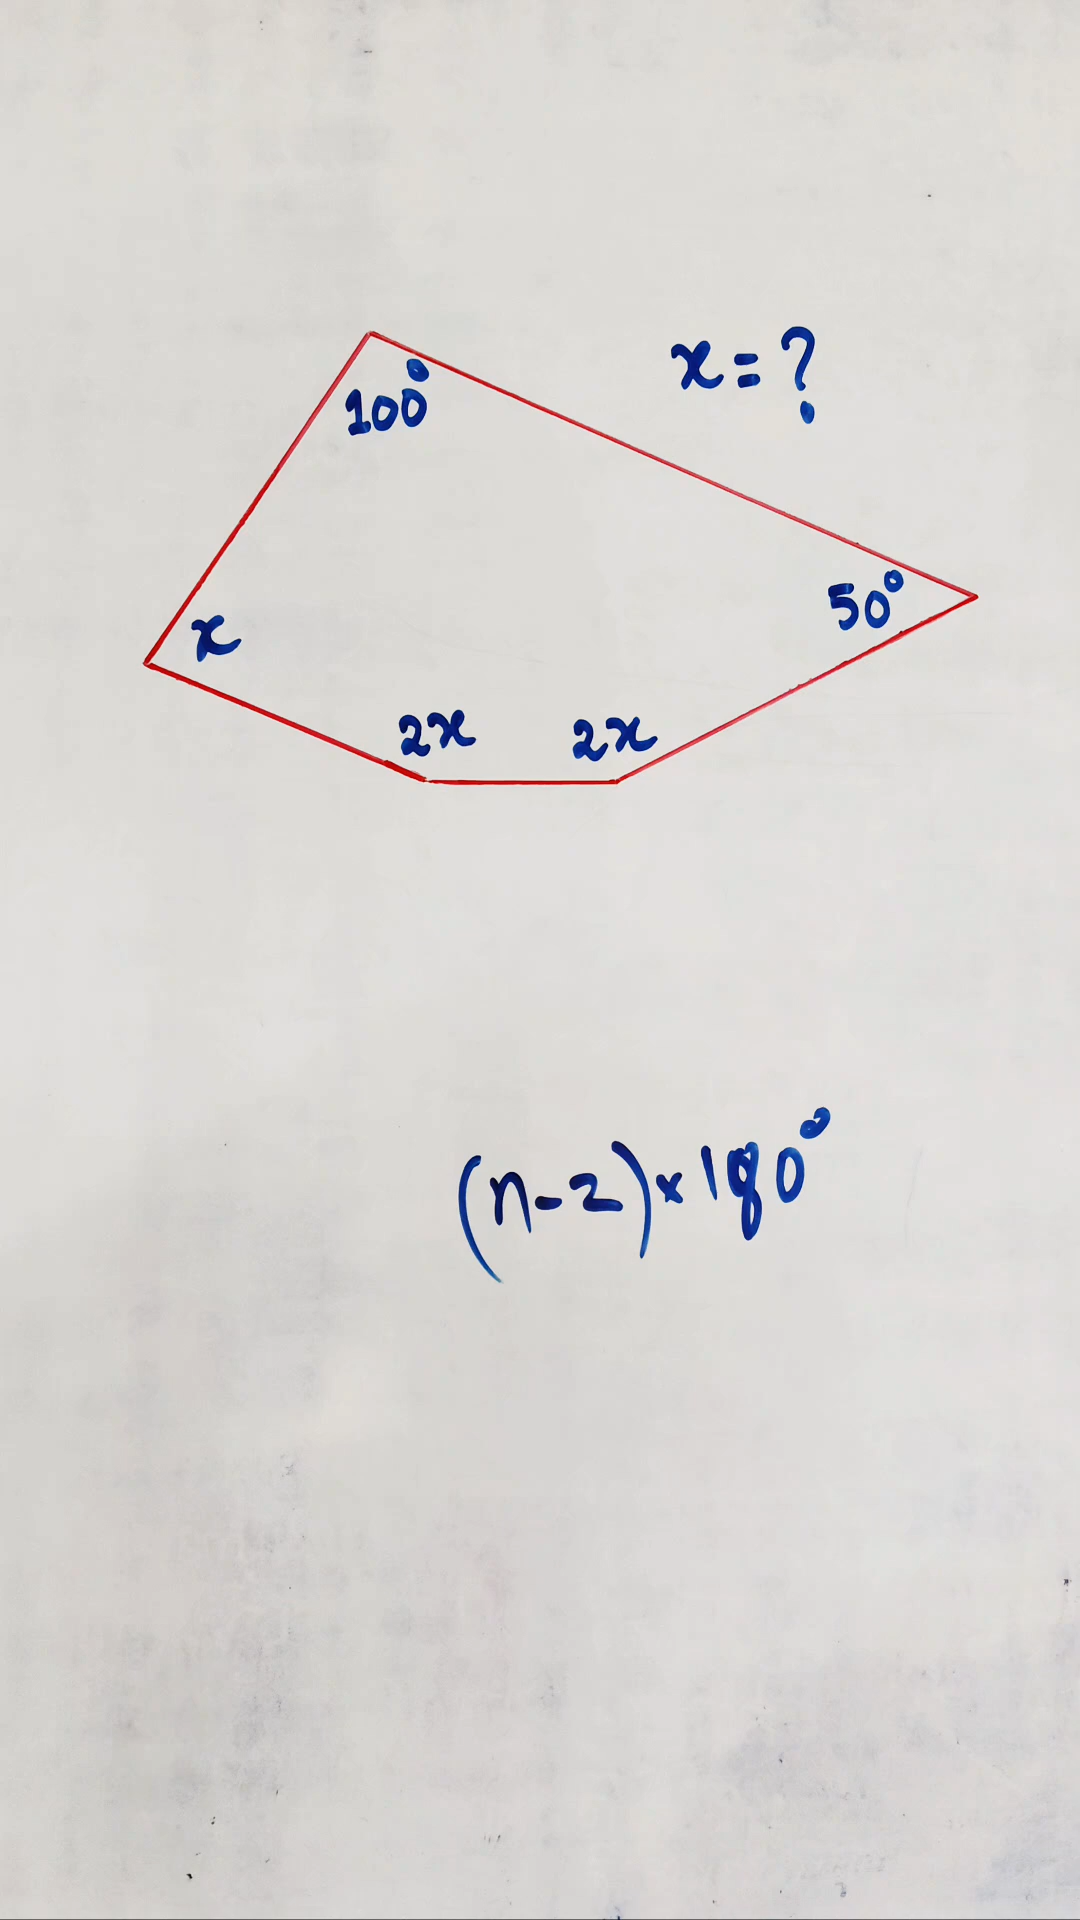 x = ?
100°
50°
x
2x
2x
(n-2)×180°